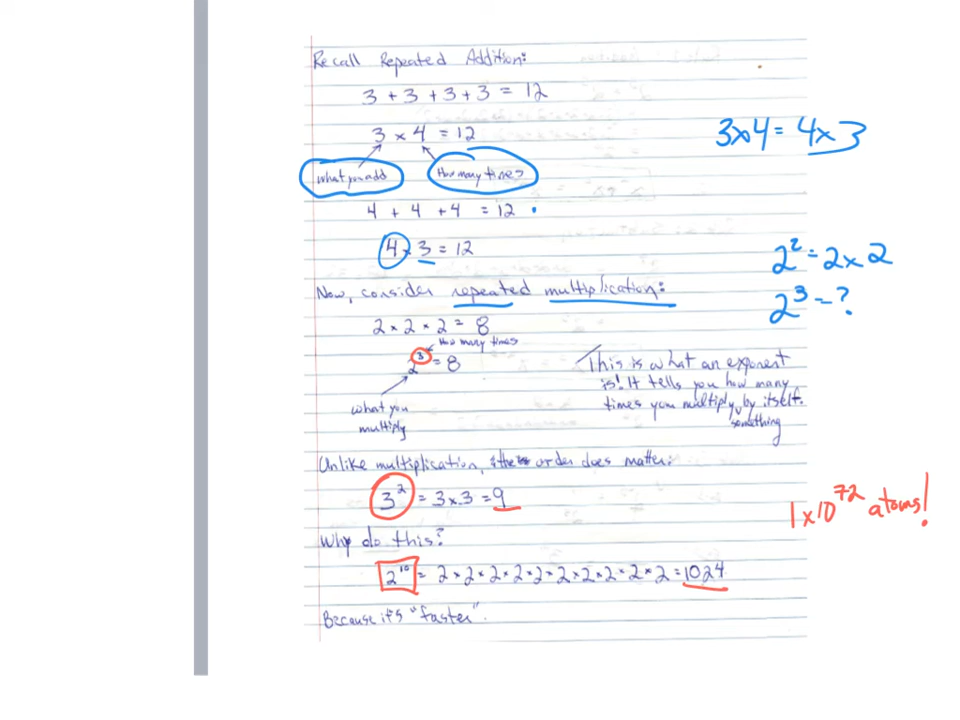 Recall Repeated Addition:
3 + 3 + 3 + 3 = 12
3 × 4 = 12
3x4 = 4x3
What you add
How many times
4 + 4 + 4 = 12
4 × 3 = 12
2² = 2 x 2
Now, consider repeated multiplication:
2³ = ?
2 × 2 × 2 = 8
How many times
2³ = 8
This is what an exponent
is! It tells you how many
times you multiply something by itself.
What you
multiply
Unlike multiplication, the order does matter:
3² = 3 × 3 = 9
1 x 10⁷² atoms!
Why do this?
2¹⁰ = 2 × 2 × 2 × 2 × 2 × 2 × 2 × 2 × 2 × 2 = 1024
Because it's "faster".